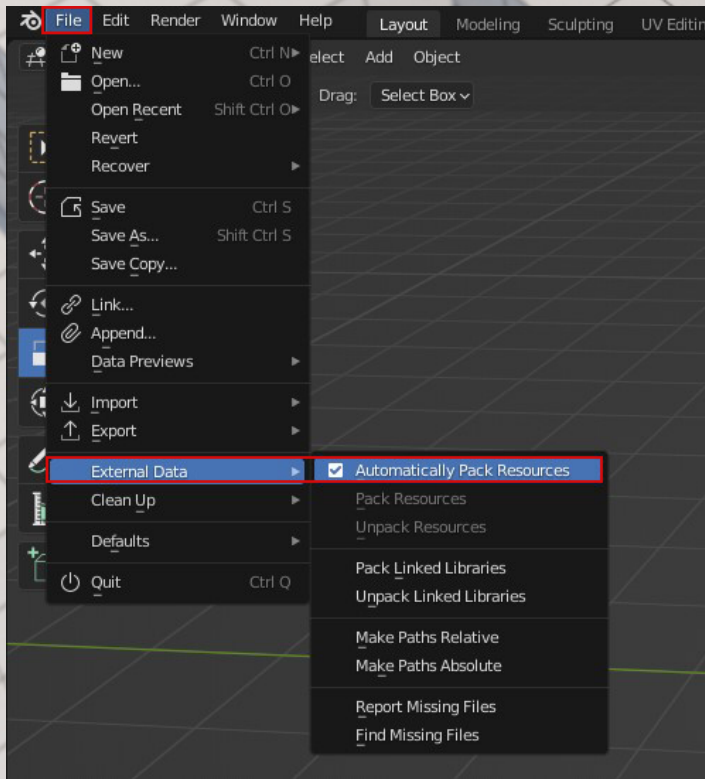 File Edit Render Window Help Layout Modeling Sculpting UV Editin
New Ctrl N
elect Add Object
Open... Ctrl O
Open Recent Shift Ctrl O
Drag: Select Box
Revert
Recover
Save Ctrl S
Save As... Shift Ctrl S
Save Copy...
Link...
Append...
Data Previews
Import
Export
External Data
Automatically Pack Resources
Clean Up
Pack Resources
Unpack Resources
Defaults
Pack Linked Libraries
Quit Ctrl Q
Unpack Linked Libraries
Make Paths Relative
Make Paths Absolute
Report Missing Files
Find Missing Files